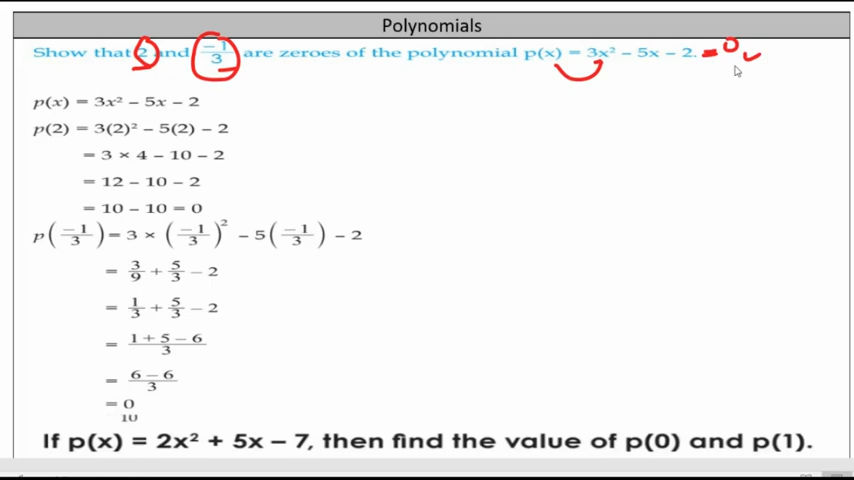 Polynomials
Show that 2 and −1/3 are zeroes of the polynomial p(x) = 3x² − 5x − 2. = 0
p(x) = 3x² − 5x − 2
p(2) = 3(2)² − 5(2) − 2
= 3 × 4 − 10 − 2
= 12 − 10 − 2
= 10 − 10 = 0
p(−1/3) = 3 × (−1/3)² − 5(−1/3) − 2
= 3/9 + 5/3 − 2
= 1/3 + 5/3 − 2
= (1 + 5 − 6)/3
= (6 − 6)/3
= 0
10
If p(x) = 2x² + 5x − 7, then find the value of p(0) and p(1).